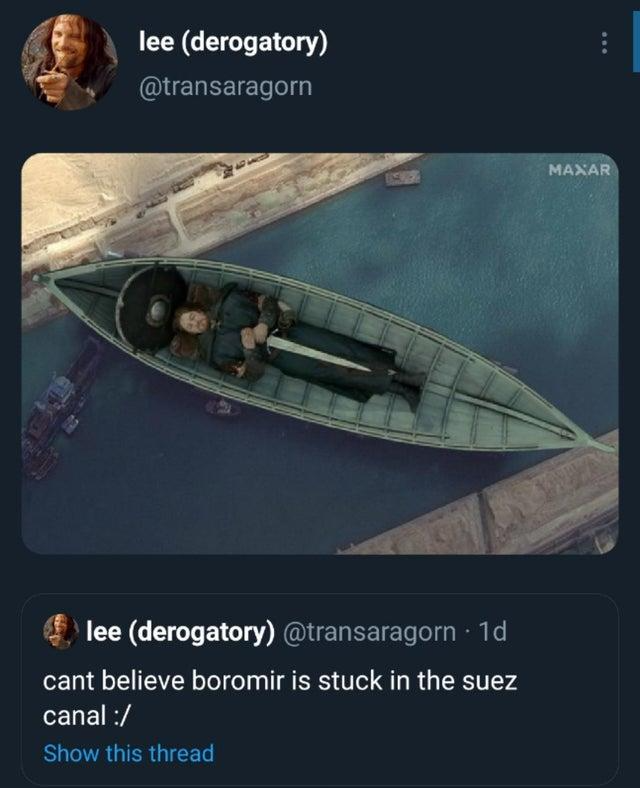 lee (derogatory)
@transaragorn
MAXAR
lee (derogatory) @transaragorn · 1d
cant believe boromir is stuck in the suez
canal :/
Show this thread